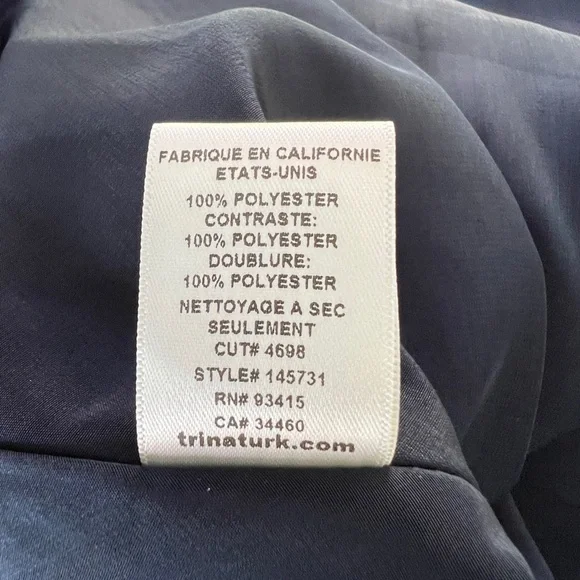 FABRIQUE EN CALIFORNIE
ETATS-UNIS
100% POLYESTER
CONTRASTE:
100% POLYESTER
DOUBLURE:
100% POLYESTER
NETTOYAGE A SEC
SEULEMENT
CUT# 4698
STYLE# 145731
RN# 93415
CA# 34460
trinaturk.com